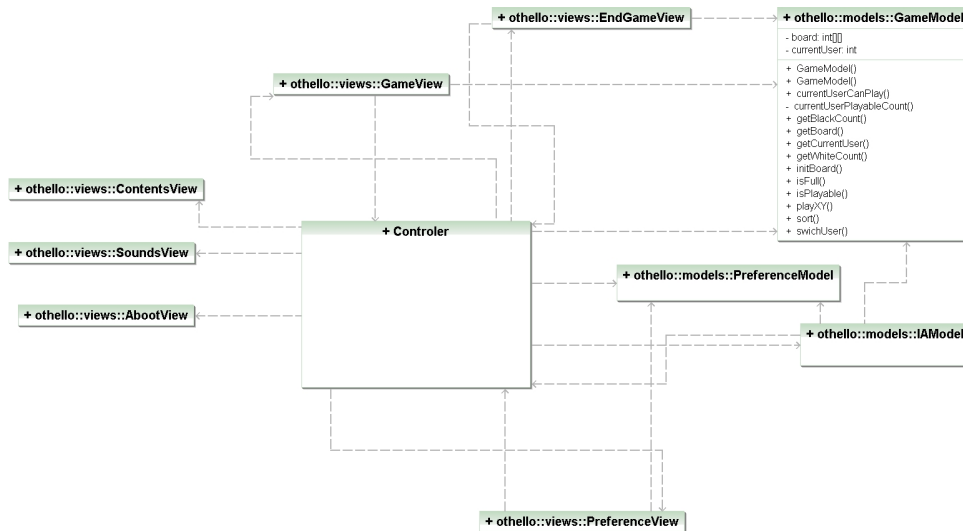 + othello::views::EndGameView
+ othello::models::GameModel
- board: int[][]
- currentUser: int
+ GameModel()
+ GameModel()
+ currentUserCanPlay()
- currentUserPlayableCount()
+ getBlackCount()
+ getBoard()
+ getCurrentUser()
+ getWhiteCount()
+ initBoard()
+ isFull()
+ isPlayable()
+ playXY()
+ sort()
+ swichUser()
+ othello::views::GameView
+ othello::views::ContentsView
+ Controler
+ othello::views::SoundsView
+ othello::models::PreferenceModel
+ othello::views::AbootView
+ othello::models::IAModel
+ othello::views::PreferenceView